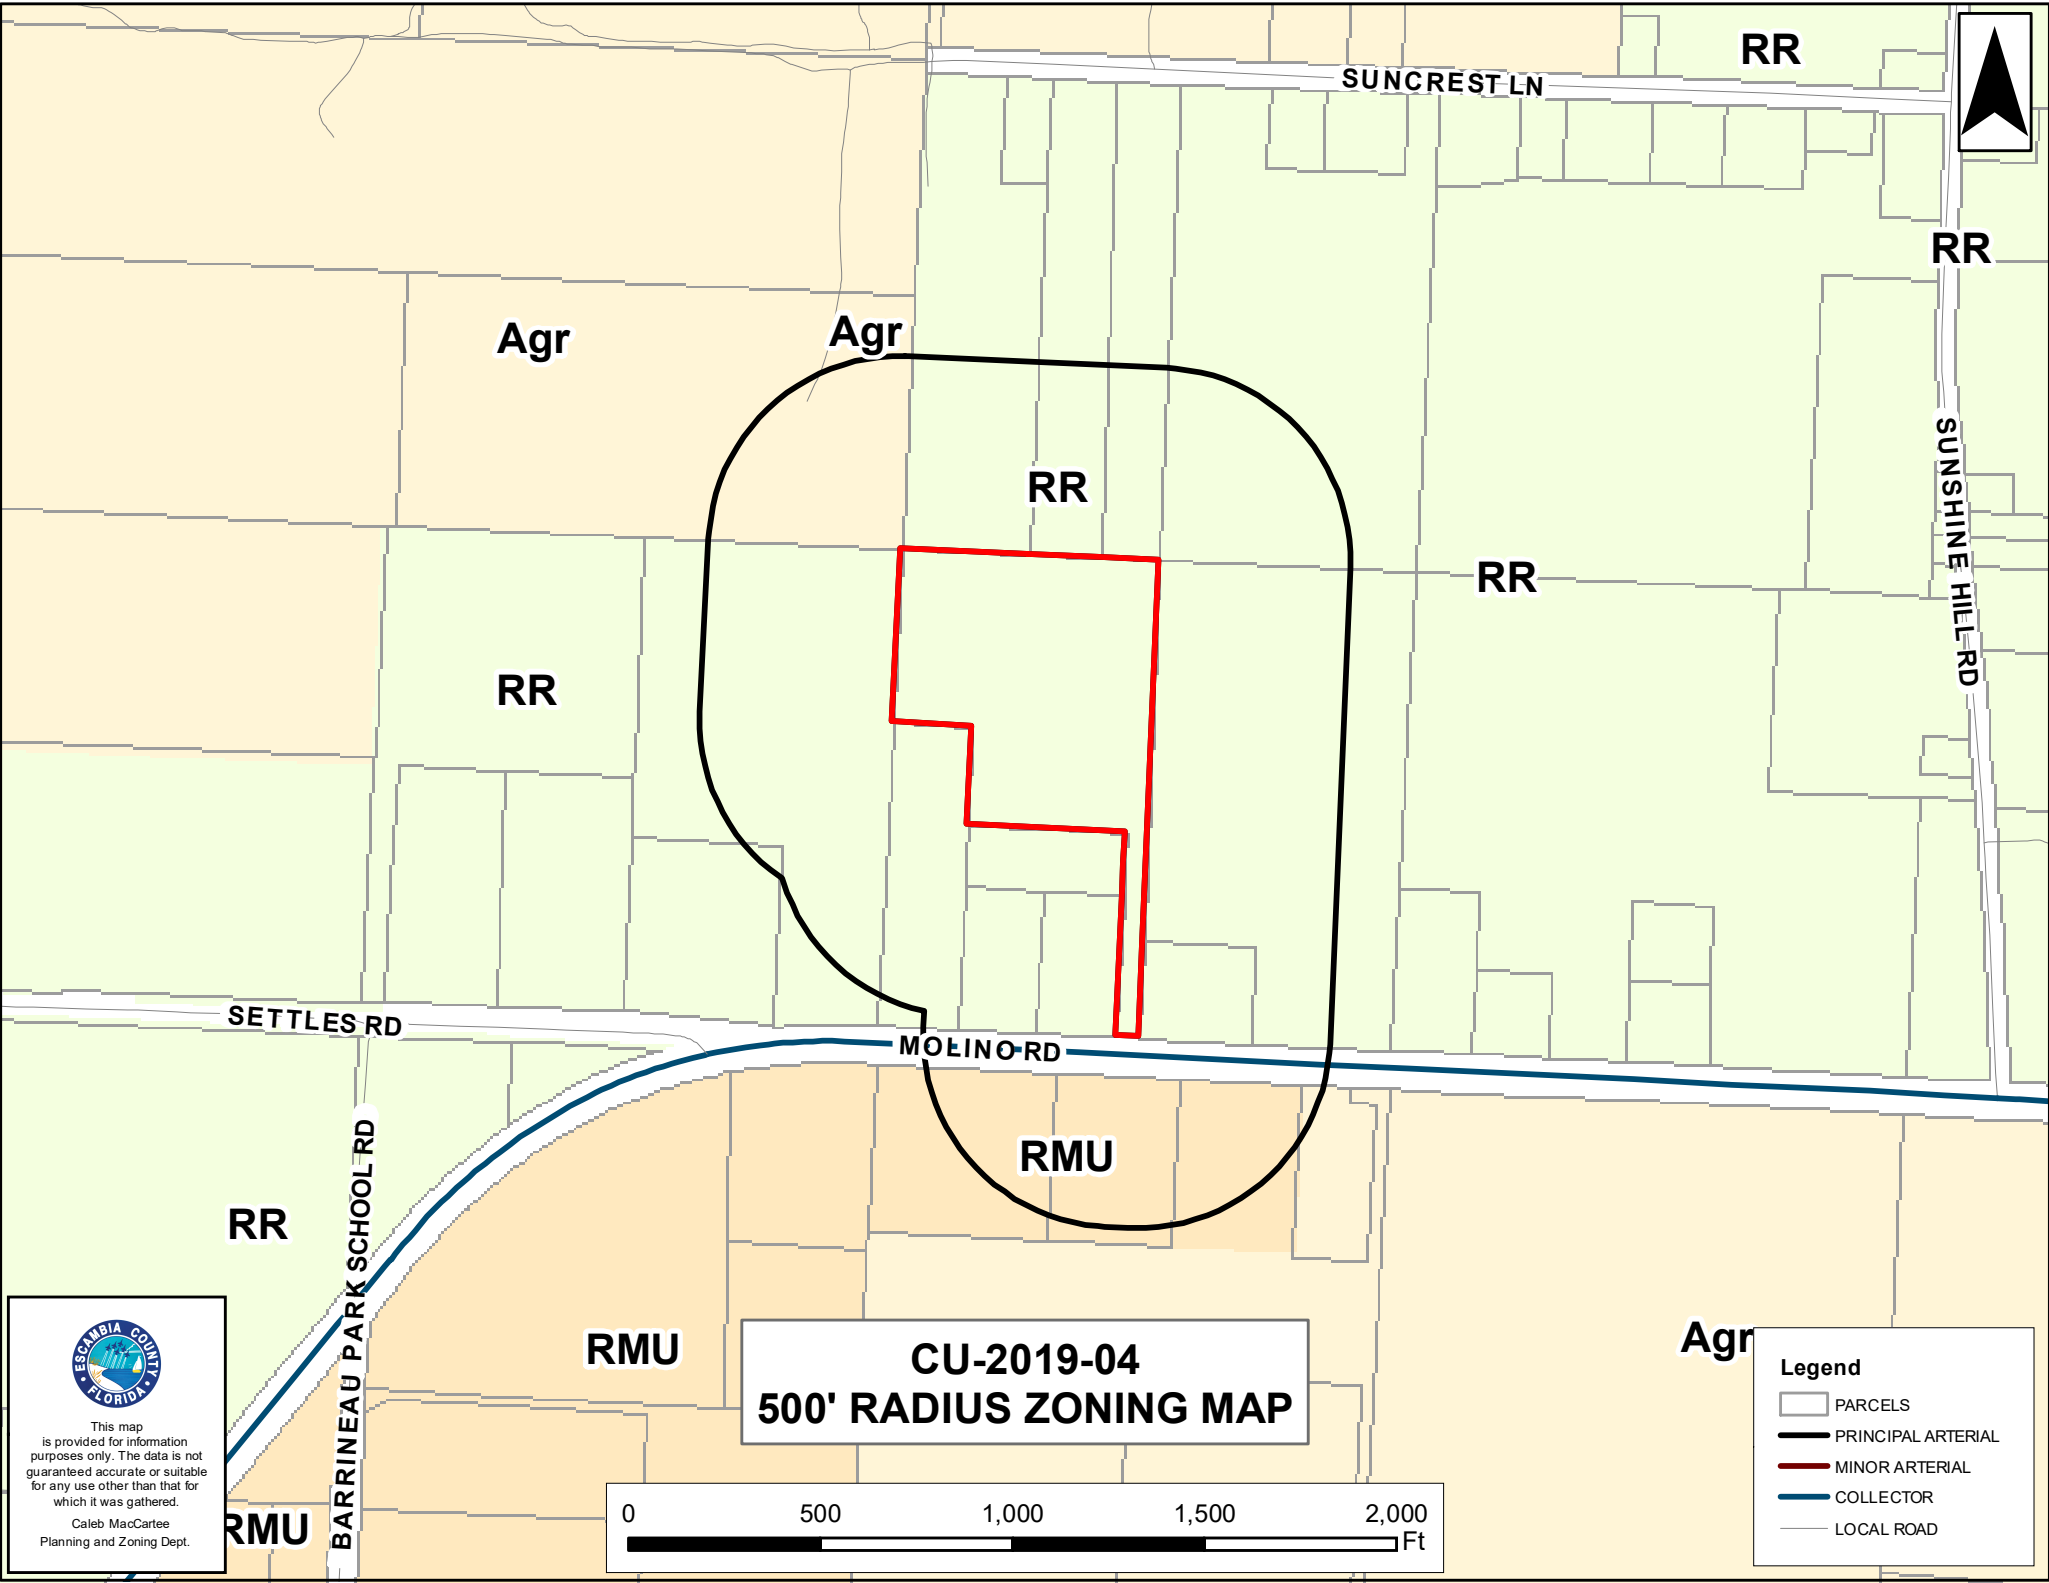 RR
SUNCREST LN
RR
Agr
Agr
RR
RR
SUNSHINE HILL RD
RR
SETTLES RD
MOLINO RD
RMU
RR
BARRINEAU PARK SCHOOL RD
RMU
Agr
RMU
CU-2019-04
500' RADIUS ZONING MAP
ESCAMBIA COUNTY
FLORIDA
This map
is provided for information
purposes only. The data is not
guaranteed accurate or suitable
for any use other than that for
which it was gathered.
Caleb MacCartee
Planning and Zoning Dept.
0 500 1,000 1,500 2,000
Ft
Legend
PARCELS
PRINCIPAL ARTERIAL
MINOR ARTERIAL
COLLECTOR
LOCAL ROAD